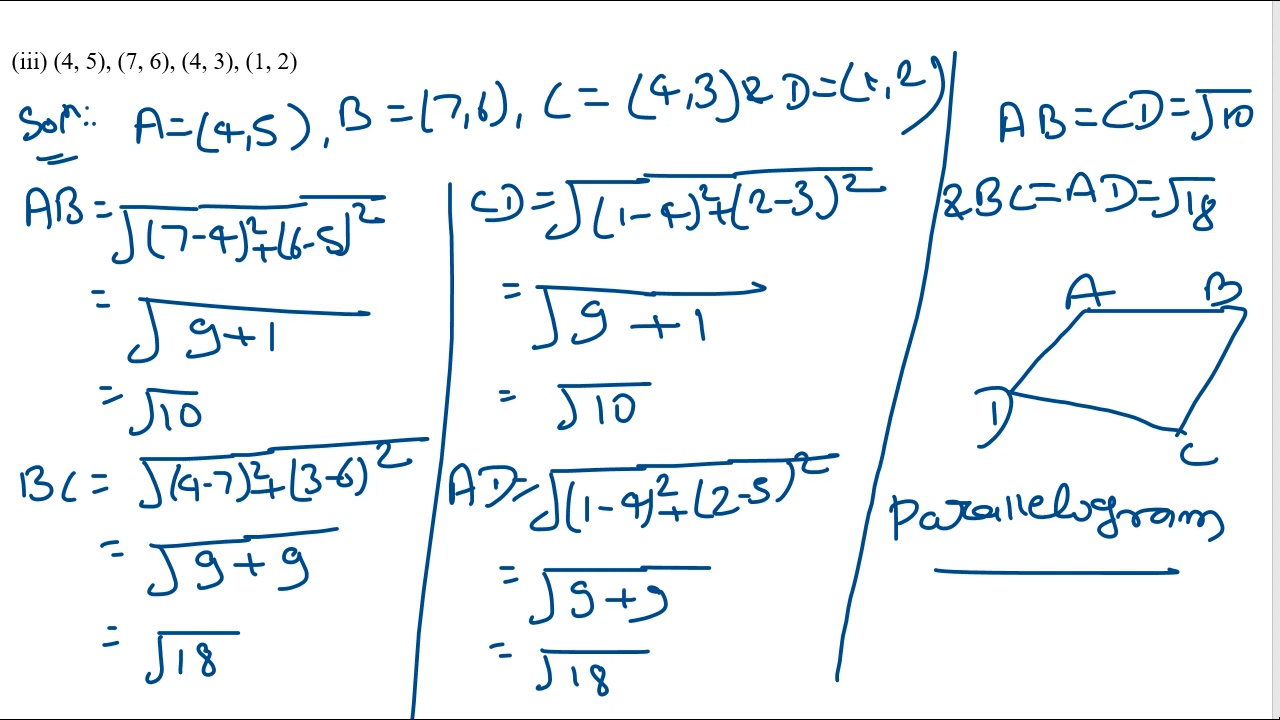 (iii) (4, 5), (7, 6), (4, 3), (1, 2)
Soln:: A=(4,5), B=(7,6), C=(4,3) & D=(1,2)
AB=√(7-4)²+(6-5)²
=√9+1
=√10
BC=√(4-7)²+(3-6)²
=√9+9
=√18
CD=√(1-4)²+(2-3)²
=√9+1
=√10
AD=√(1-4)²+(2-5)²
=√9+9
=√18
AB=CD=√10
&BC=AD=√18
A B
D
C
Parallelogram